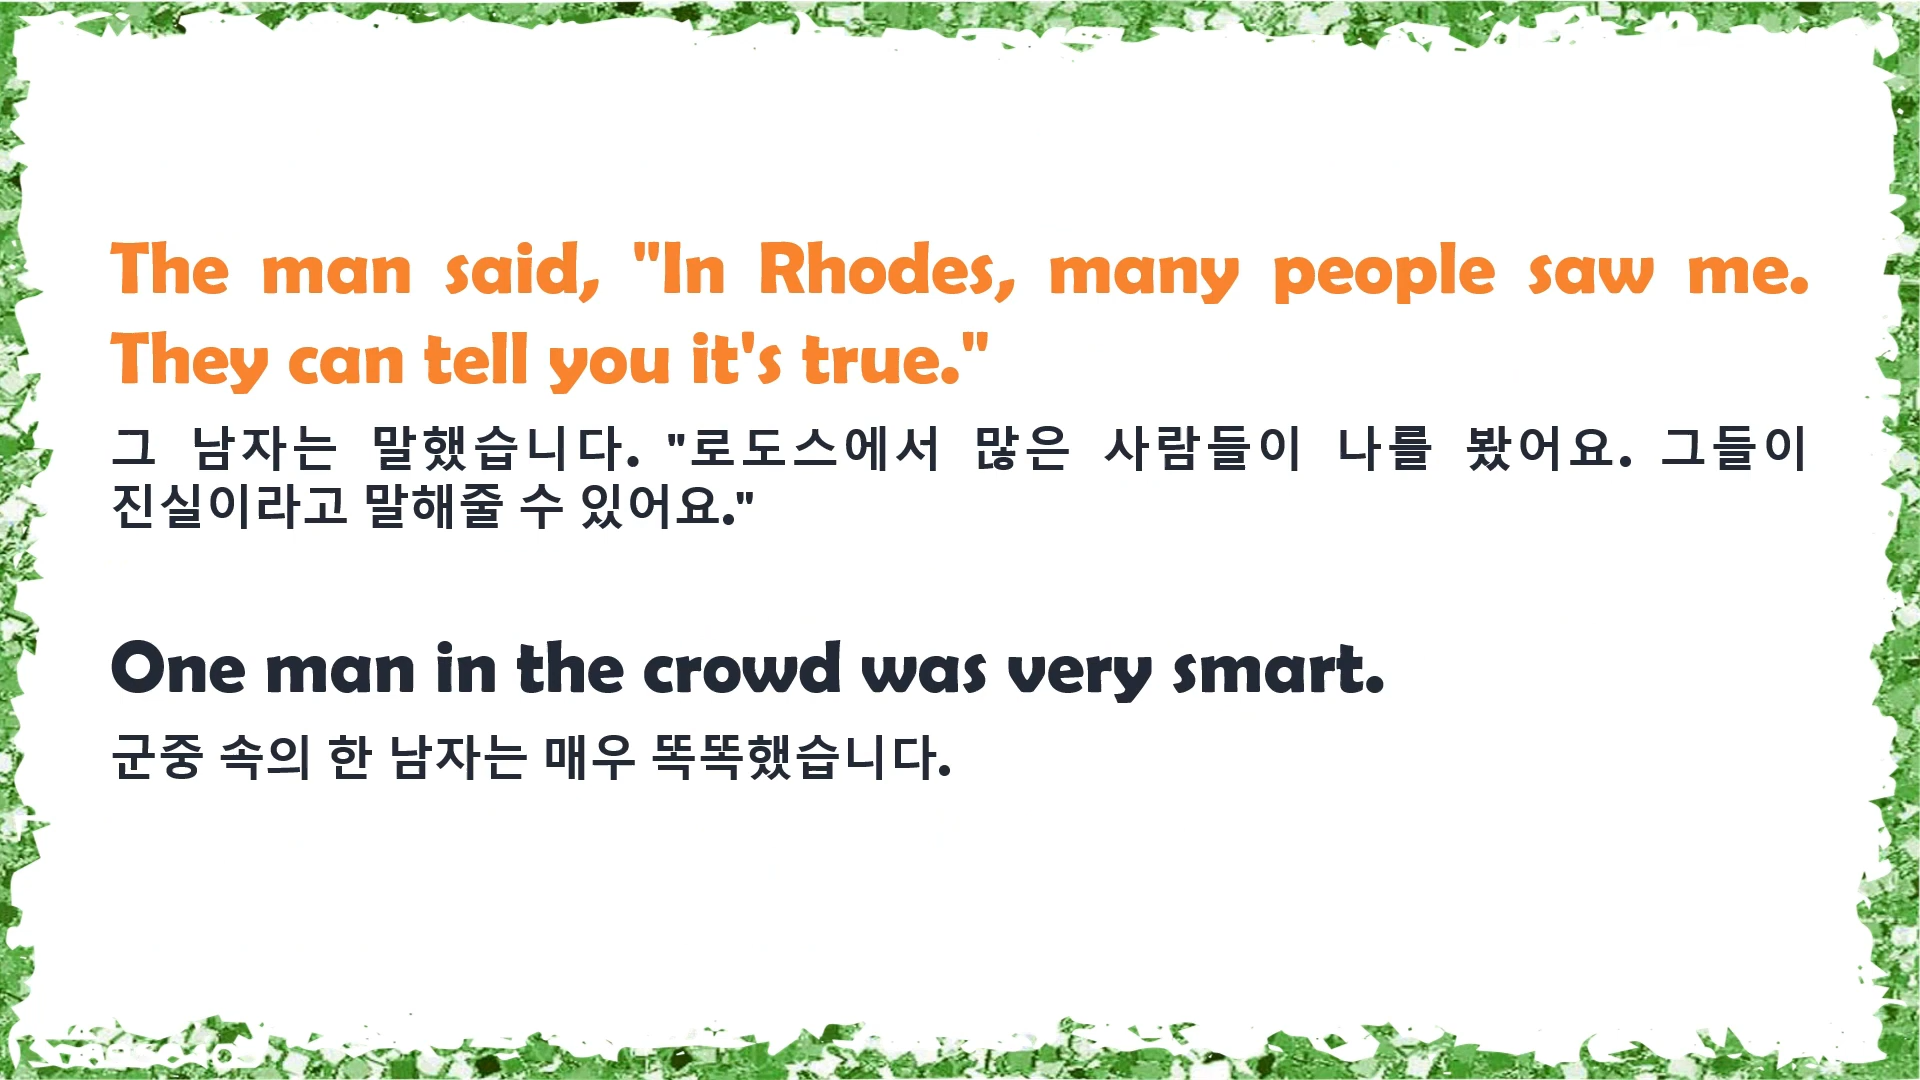 The man said, "In Rhodes, many people saw me.
They can tell you it's true."
그 남자는 말했습니다. "로도스에서 많은 사람들이 나를 봤어요. 그들이
진실이라고 말해줄 수 있어요."
One man in the crowd was very smart.
군중 속의 한 남자는 매우 똑똑했습니다.